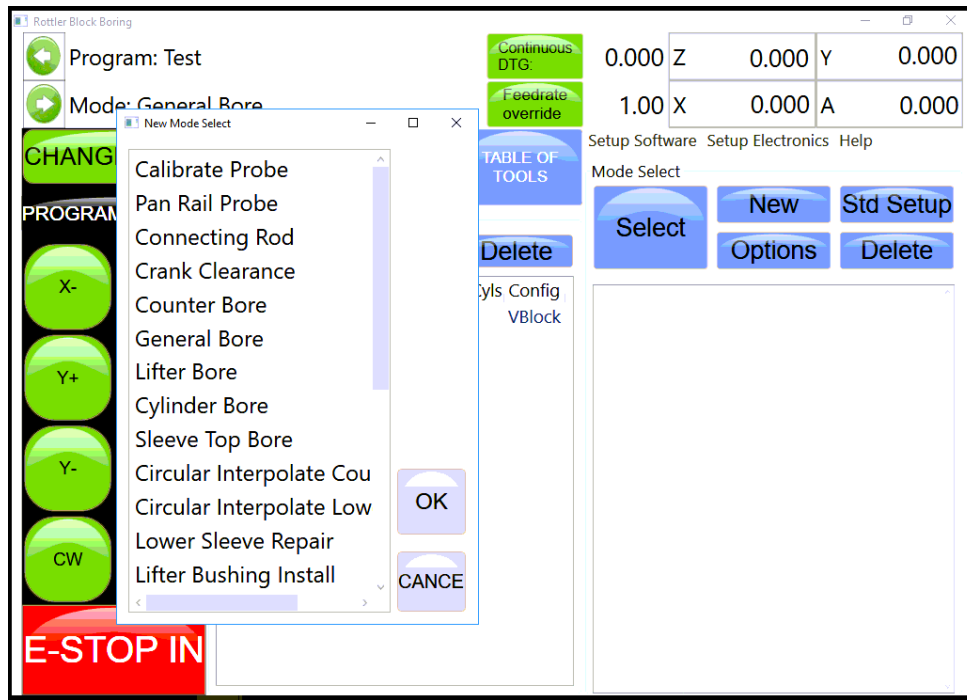 Rottler Block Boring
Program: Test
Continuous
DTG:
0.000 Z 0.000 Y 0.000
Mode: General Bore
Feedrate
override
1.00 X 0.000 A 0.000
New Mode Select
CHANG
TABLE OF
TOOLS
Setup Software Setup Electronics Help
Mode Select
Select
New
Std Setup
Options
Delete
PROGRAM
Delete
Cyls Config
VBlock
X-
Y+
Y-
CW
E-STOP IN
Calibrate Probe
Pan Rail Probe
Connecting Rod
Crank Clearance
Counter Bore
General Bore
Lifter Bore
Cylinder Bore
Sleeve Top Bore
Circular Interpolate Cou
Circular Interpolate Low
Lower Sleeve Repair
Lifter Bushing Install
OK
CANCE